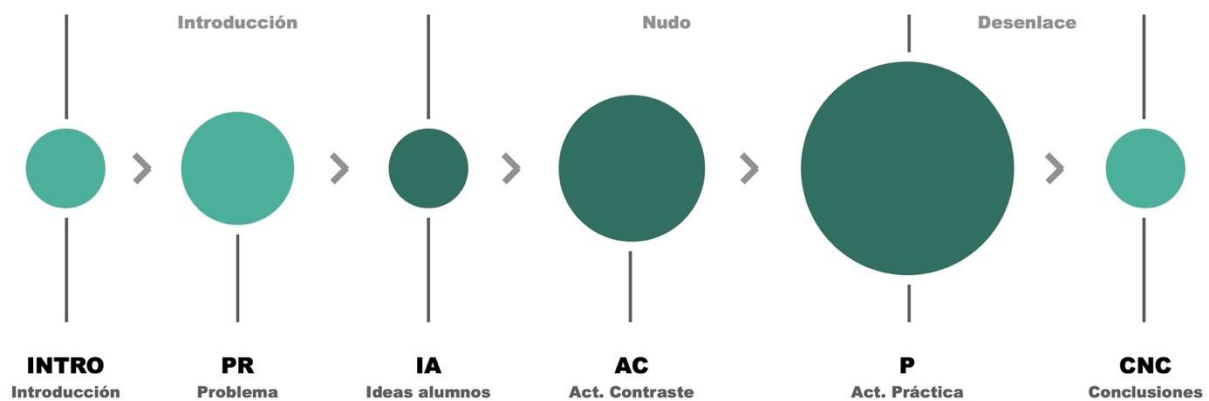 Introducción
Nudo
Desenlace
INTRO
Introducción
PR
Problema
IA
Ideas alumnos
AC
Act. Contraste
P
Act. Práctica
CNC
Conclusiones